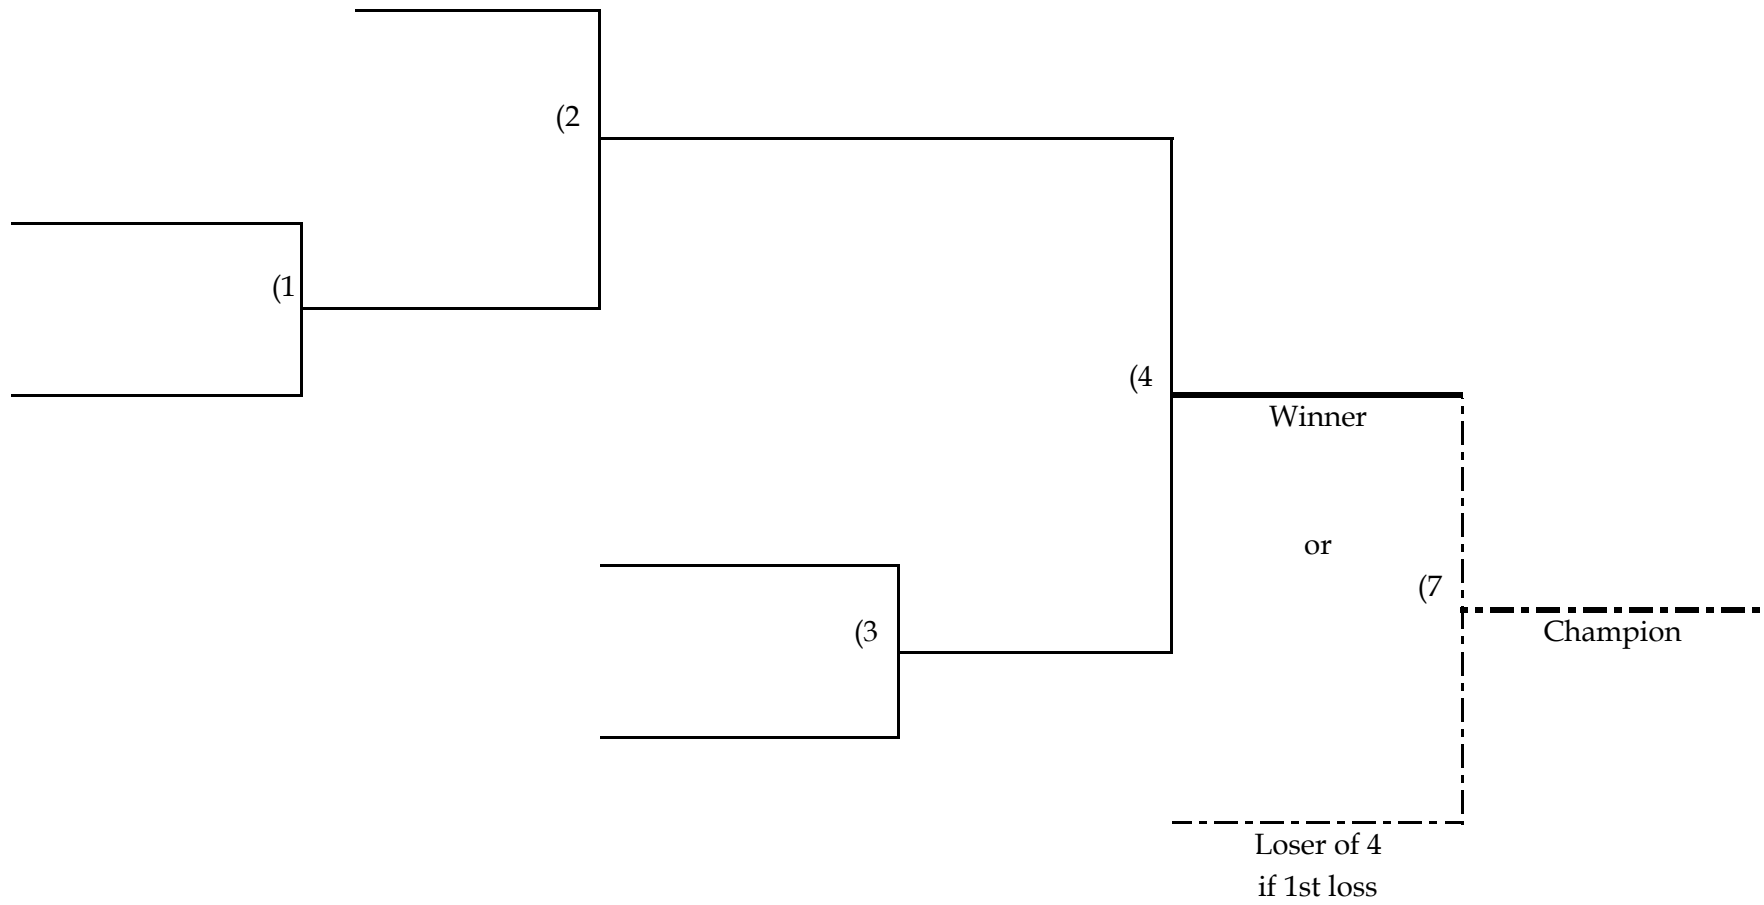 (2
(1
(4
Winner
or
(7
(3
Champion
Loser of 4
if 1st loss